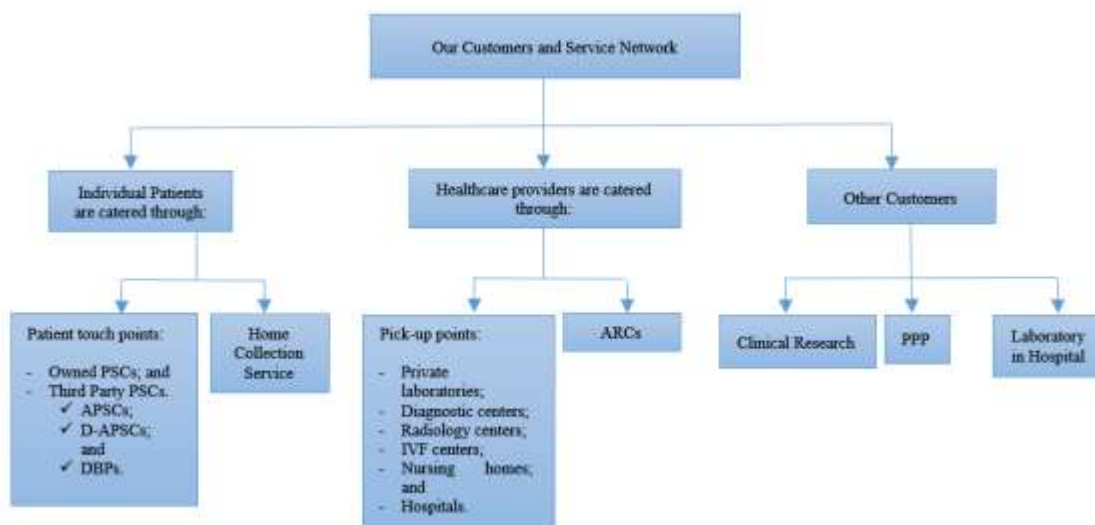 Our Customers and Service Network
Individual Patients
are catered through:
Healthcare providers are catered
through:
Other Customers
Patient touch points:
- Owned PSCs; and
- Third Party PSCs.
✓ APSCs;
✓ D-APSCs;
and
✓ DBPs.
Home
Collection
Service
Pick-up points:
- Private
laboratories;
- Diagnostic centers;
- Radiology centers;
- IVF centers;
- Nursing homes;
and
- Hospitals.
ARCs
Clinical Research
PPP
Laboratory
in Hospital